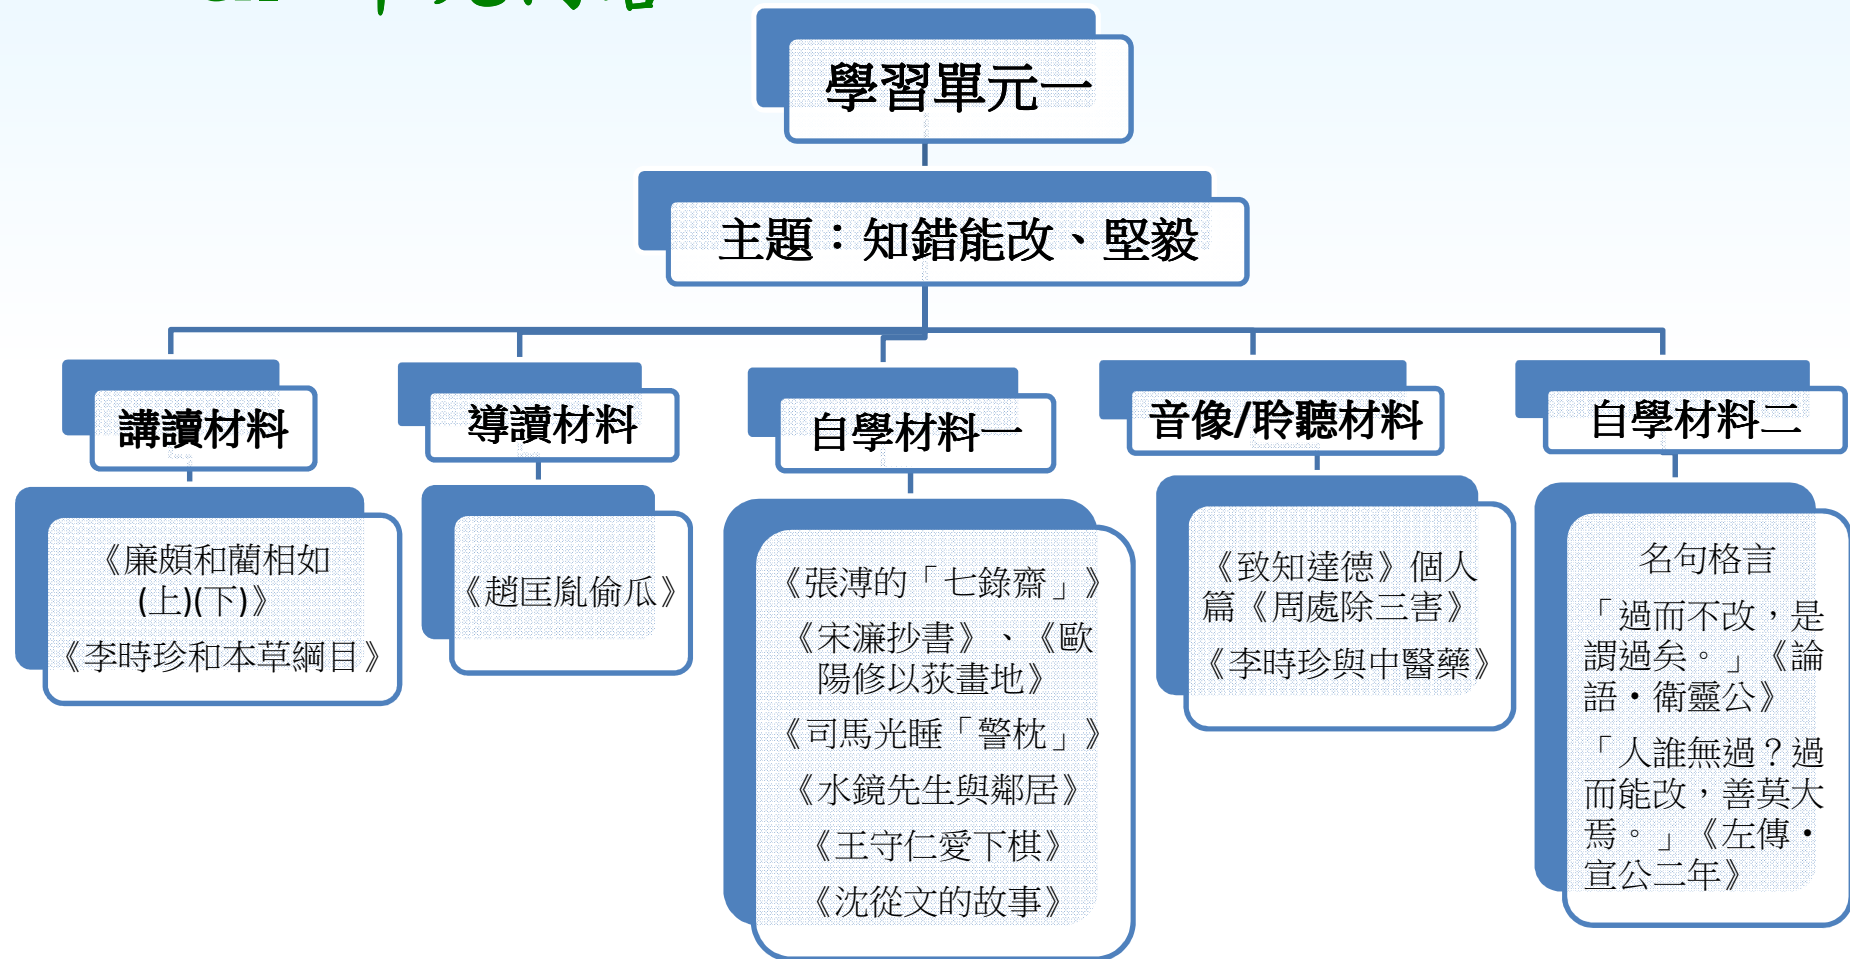 學習單元一
主題：知錯能改、堅毅
講讀材料
《廉頗和藺相如
(上)(下)》
《李時珍和本草綱目》
導讀材料
《趙匡胤偷瓜》
自學材料一
《張溥的「七錄齋」》
《宋濂抄書》、《歐
陽修以荻畫地》
《司馬光睡「警枕」》
《水鏡先生與鄰居》
《王守仁愛下棋》
《沈從文的故事》
音像/聆聽材料
《致知達德》個人
篇《周處除三害》
《李時珍與中醫藥》
自學材料二
名句格言
「過而不改，是
謂過矣。」《論
語•衛靈公》
「人誰無過？過
而能改，善莫大
焉。」《左傳•
宣公二年》